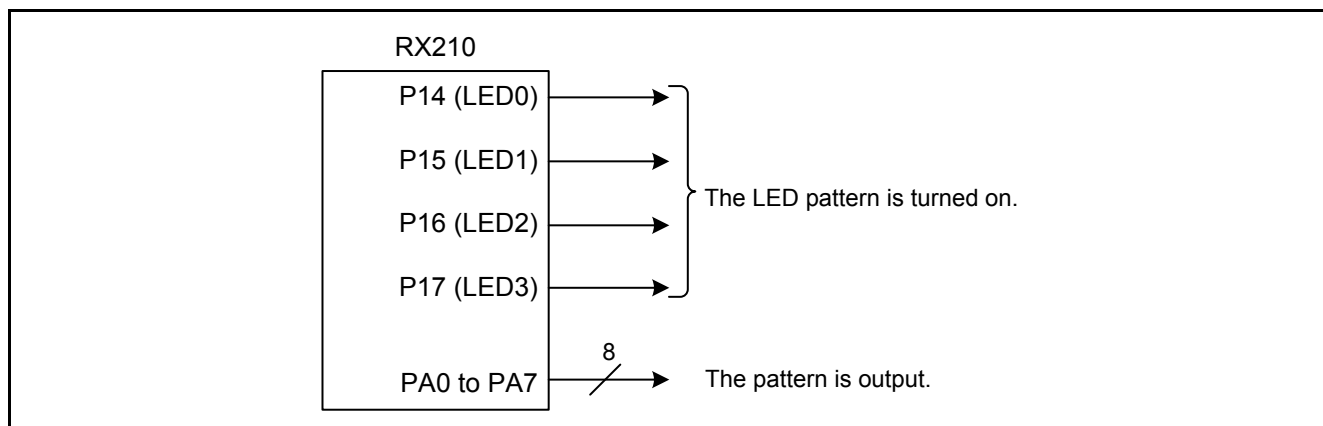 RX210
P14 (LED0)
P15 (LED1)
The LED pattern is turned on.
P16 (LED2)
P17 (LED3)
8
PA0 to PA7
The pattern is output.